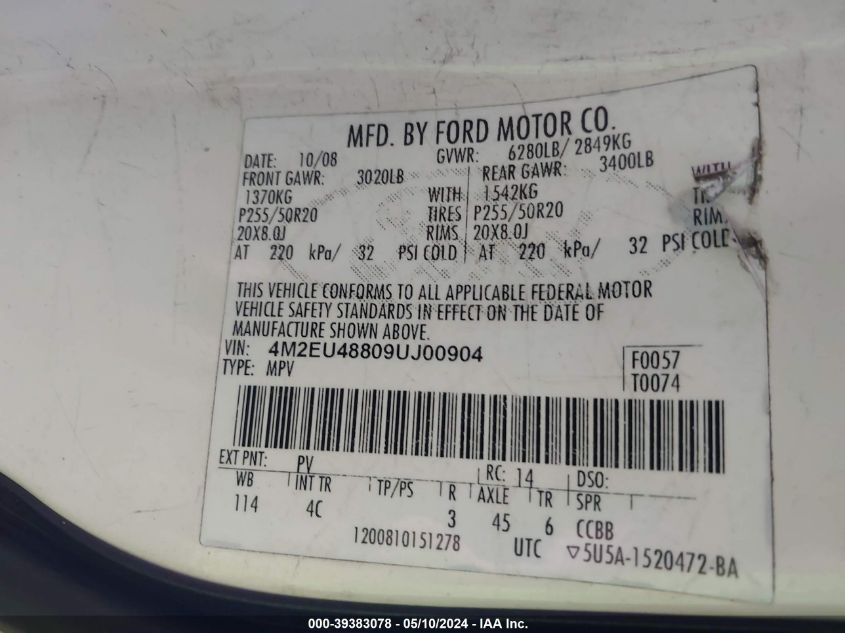 MFD. BY FORD MOTOR CO.
DATE: 10/08 GVWR: 6280LB/ 2849KG
FRONT GAWR: 3020LB REAR GAWR: 3400LB
1370KG WITH 1542KG WITH
P255/50R20 TIRES P255/50R20
20X8.0J RIMS 20X8.0J RIMS
AT 220 kPa/ 32 PSI COLD AT 220 kPa/ 32 PSI COLD
THIS VEHICLE CONFORMS TO ALL APPLICABLE FEDERAL MOTOR
VEHICLE SAFETY STANDARDS IN EFFECT ON THE DATE OF
MANUFACTURE SHOWN ABOVE.
VIN: 4M2EU48809UJ00904
TYPE: MPV
F0057
T0074
EXT PNT: PV RC: 14 DSO:
WB INT TR TP/PS R AXLE TR SPR
114 4C 3 45 6 CCBB
1200810151278 UTC ▽5U5A-1520472-BA
000-39383078 - 05/10/2024 - IAA Inc.